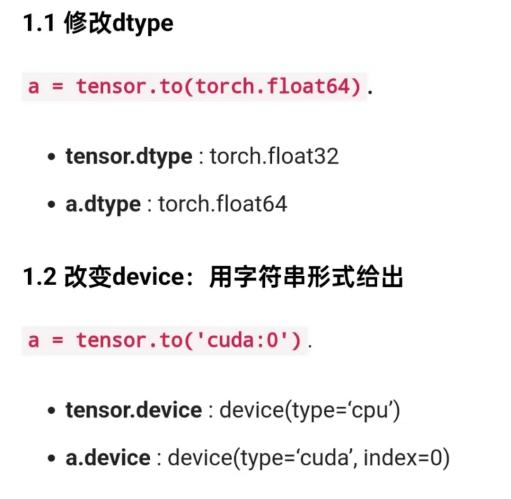 1.1 修改dtype
a = tensor.to(torch.float64).
• tensor.dtype : torch.float32
• a.dtype : torch.float64
1.2 改变device：用字符串形式给出
a = tensor.to('cuda:0').
• tensor.device : device(type=‘cpu’)
• a.device : device(type=‘cuda’, index=0)